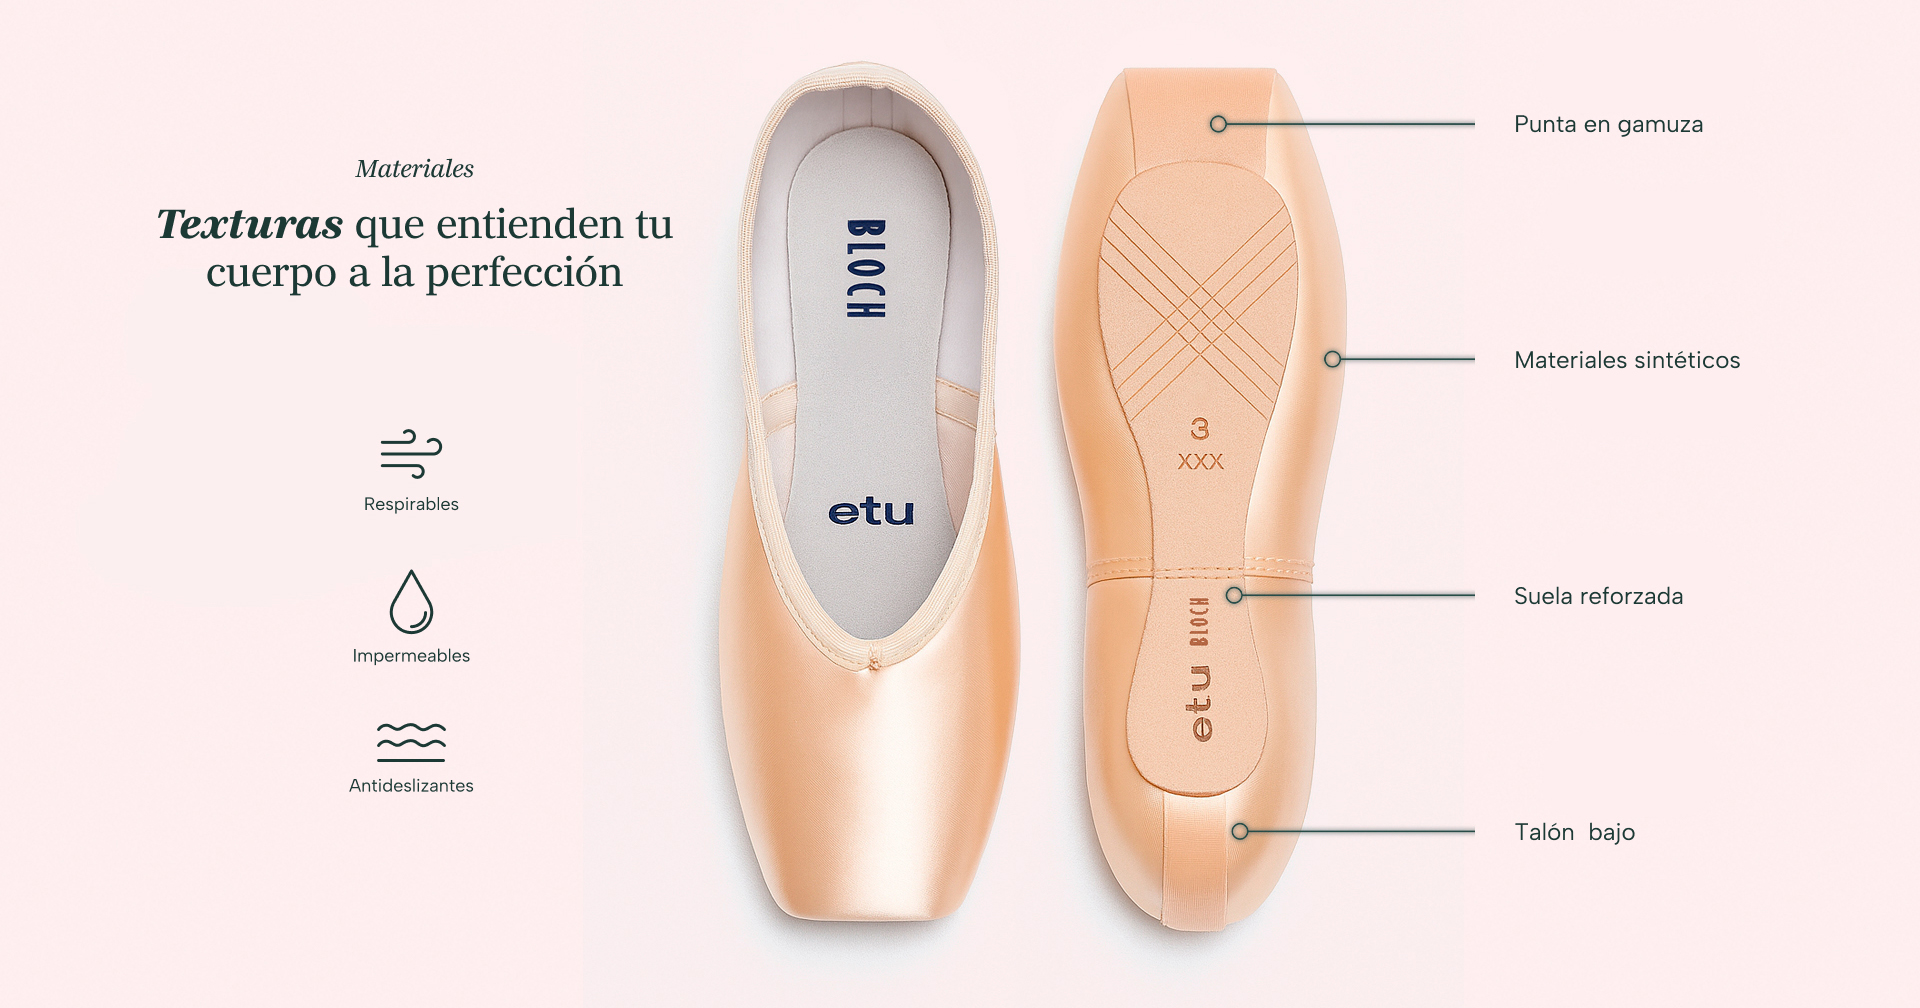 Materiales
Texturas que entienden tu
cuerpo a la perfección
Respirables
Impermeables
Antideslizantes
BLOCH
etu
3
XXX
BLOCH
etu
Punta en gamuza
Materiales sintéticos
Suela reforzada
Talón  bajo